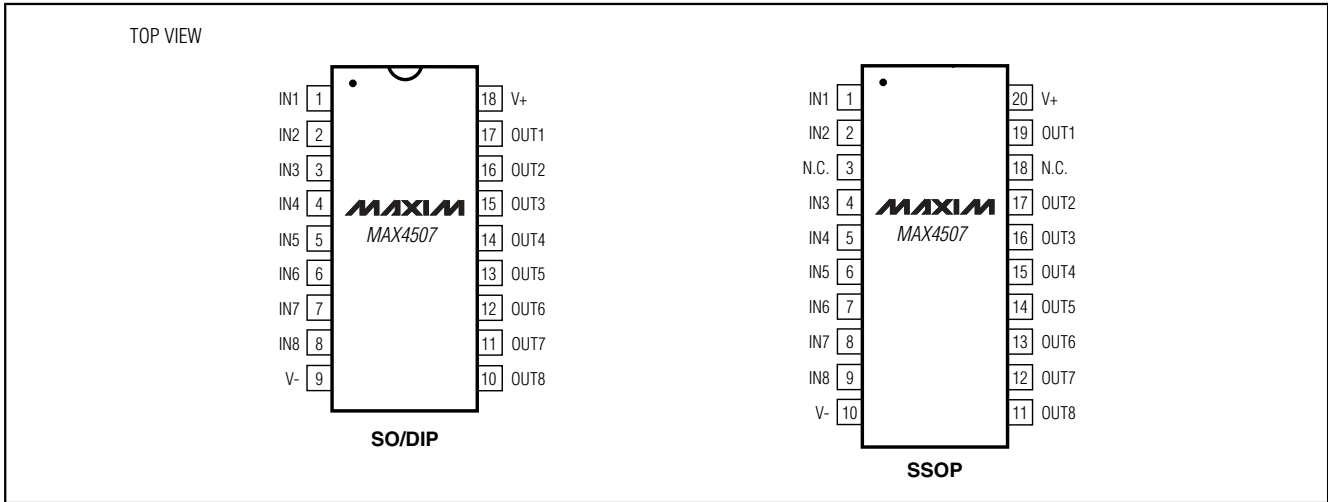 TOP VIEW
IN1 1 18 V+
IN2 2 17 OUT1
IN3 3 16 OUT2
IN4 4 15 OUT3
IN5 5 14 OUT4
IN6 6 13 OUT5
IN7 7 12 OUT6
IN8 8 11 OUT7
V- 9 10 OUT8
MAXIM
MAX4507
SO/DIP
IN1 1 20 V+
IN2 2 19 OUT1
N.C. 3 18 N.C.
IN3 4 17 OUT2
IN4 5 16 OUT3
IN5 6 15 OUT4
IN6 7 14 OUT5
IN7 8 13 OUT6
IN8 9 12 OUT7
V- 10 11 OUT8
MAXIM
MAX4507
SSOP